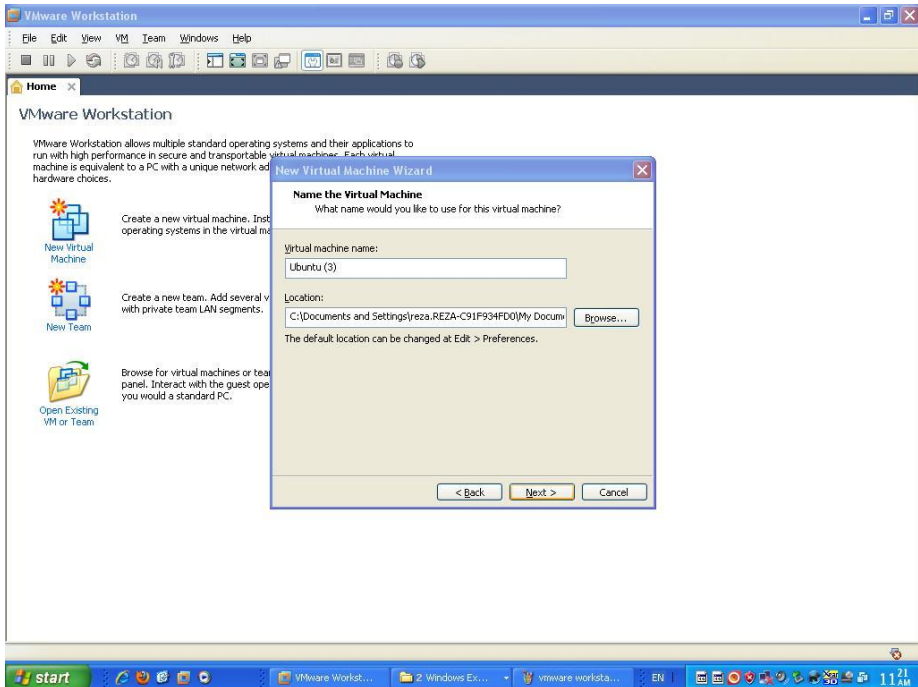 VMware Workstation
File Edit View VM Team Windows Help
Home
VMware Workstation
VMware Workstation allows multiple standard operating systems and their applications to
run with high performance in secure and transportable virtual machines. Each virtual
machine is equivalent to a PC with a unique network ad
hardware choices.
New Virtual
Machine
Create a new virtual machine. Inst
operating systems in the virtual ma
New Team
Create a new team. Add several v
with private team LAN segments.
Open Existing
VM or Team
Browse for virtual machines or tea
panel. Interact with the guest ope
you would a standard PC.
New Virtual Machine Wizard
Name the Virtual Machine
What name would you like to use for this virtual machine?
Virtual machine name:
Ubuntu (3)
Location:
C:\Documents and Settings\reza.REZA-C91F934FD0\My Docum
Browse...
The default location can be changed at Edit > Preferences.
< Back Next > Cancel
start VMware Workst... 2 Windows Ex... vmware worksta... EN 11 21 AM